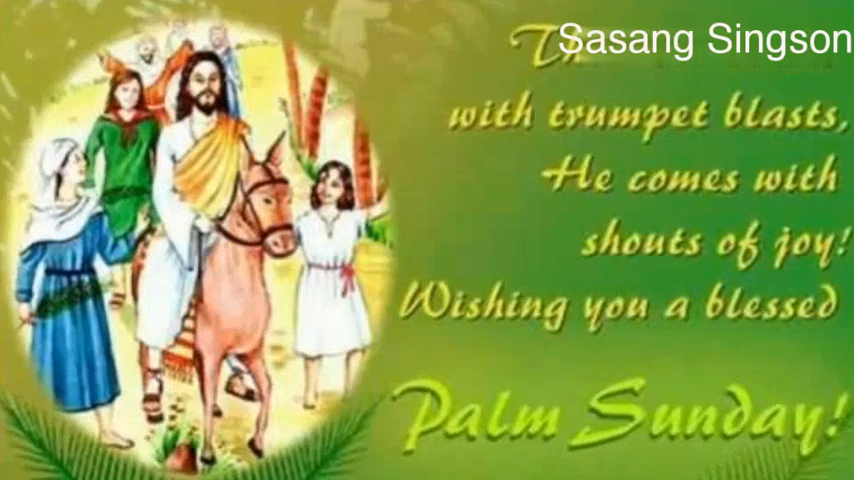 Sasang Singson
with trumpet blasts,
He comes with
shouts of joy!
Wishing you a blessed
Palm Sunday!